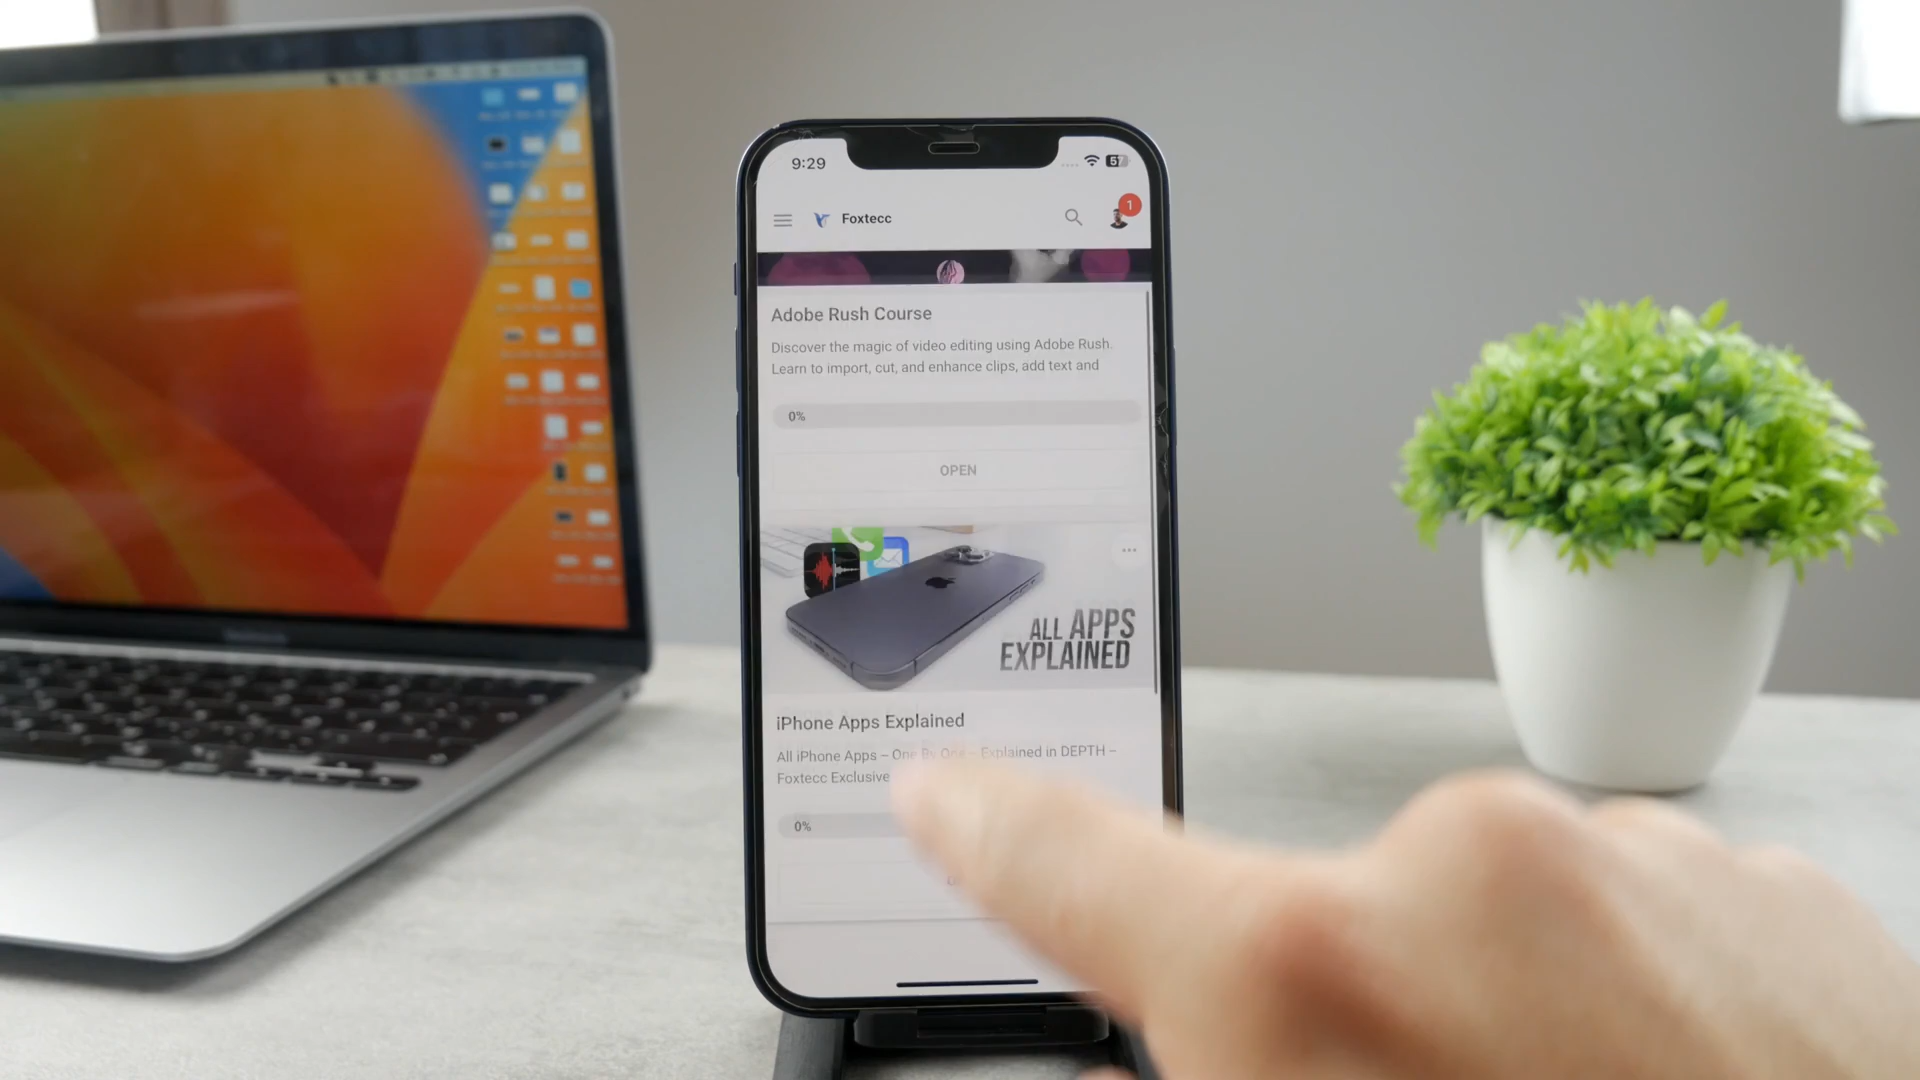 9:29
57
Foxtecc
1
Adobe Rush Course
Discover the magic of video editing using Adobe Rush.
Learn to import, cut, and enhance clips, add text and
0%
OPEN
ALL APPS
EXPLAINED
iPhone Apps Explained
All iPhone Apps – One By One – Explained in DEPTH –
Foxtecc Exclusive
0%